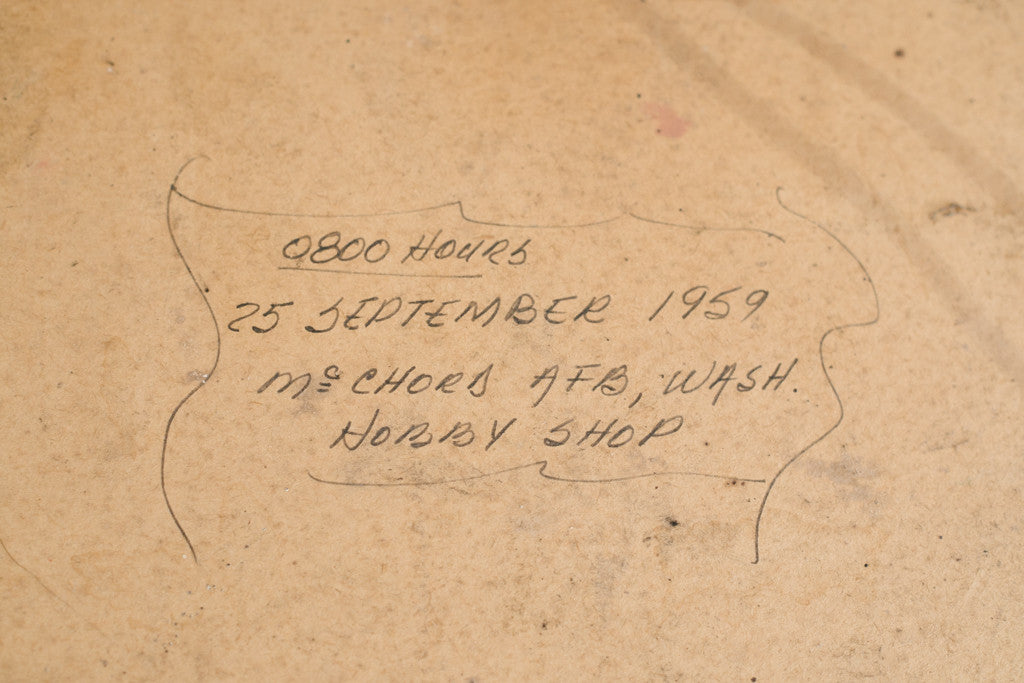 0800 HOURS
25 SEPTEMBER 1959
McCHORD AFB, WASH.
HOBBY SHOP